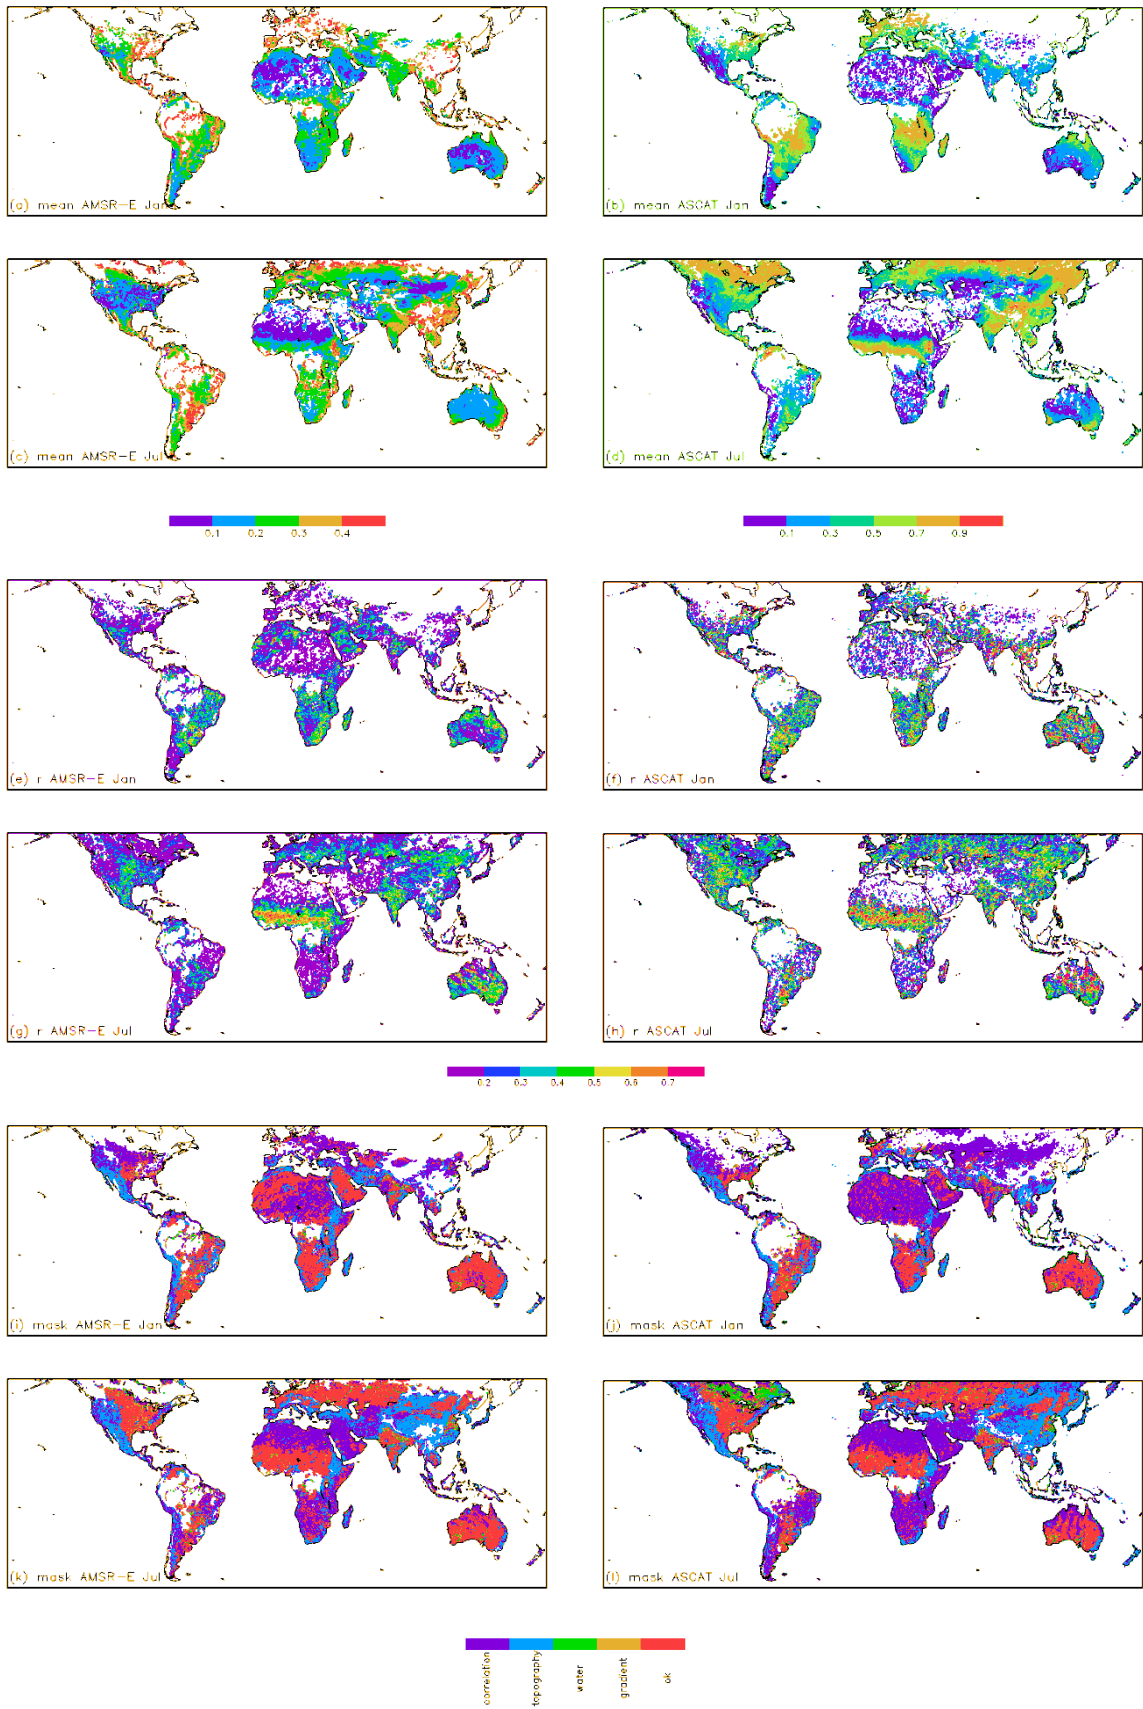 (a) mean AMSR-E Jan
(b) mean ASCAT Jan
(c) mean AMSR-E Jul
(d) mean ASCAT Jul
0.1 0.2 0.3 0.4
0.1 0.3 0.5 0.7 0.9
(e) r AMSR-E Jan
(f) r ASCAT Jan
(g) r AMSR-E Jul
(h) r ASCAT Jul
0.2 0.3 0.4 0.5 0.6 0.7
(i) mask AMSR-E Jan
(j) mask ASCAT Jan
(k) mask AMSR-E Jul
(l) mask ASCAT Jul
correlation
topography
water
gradient
ok